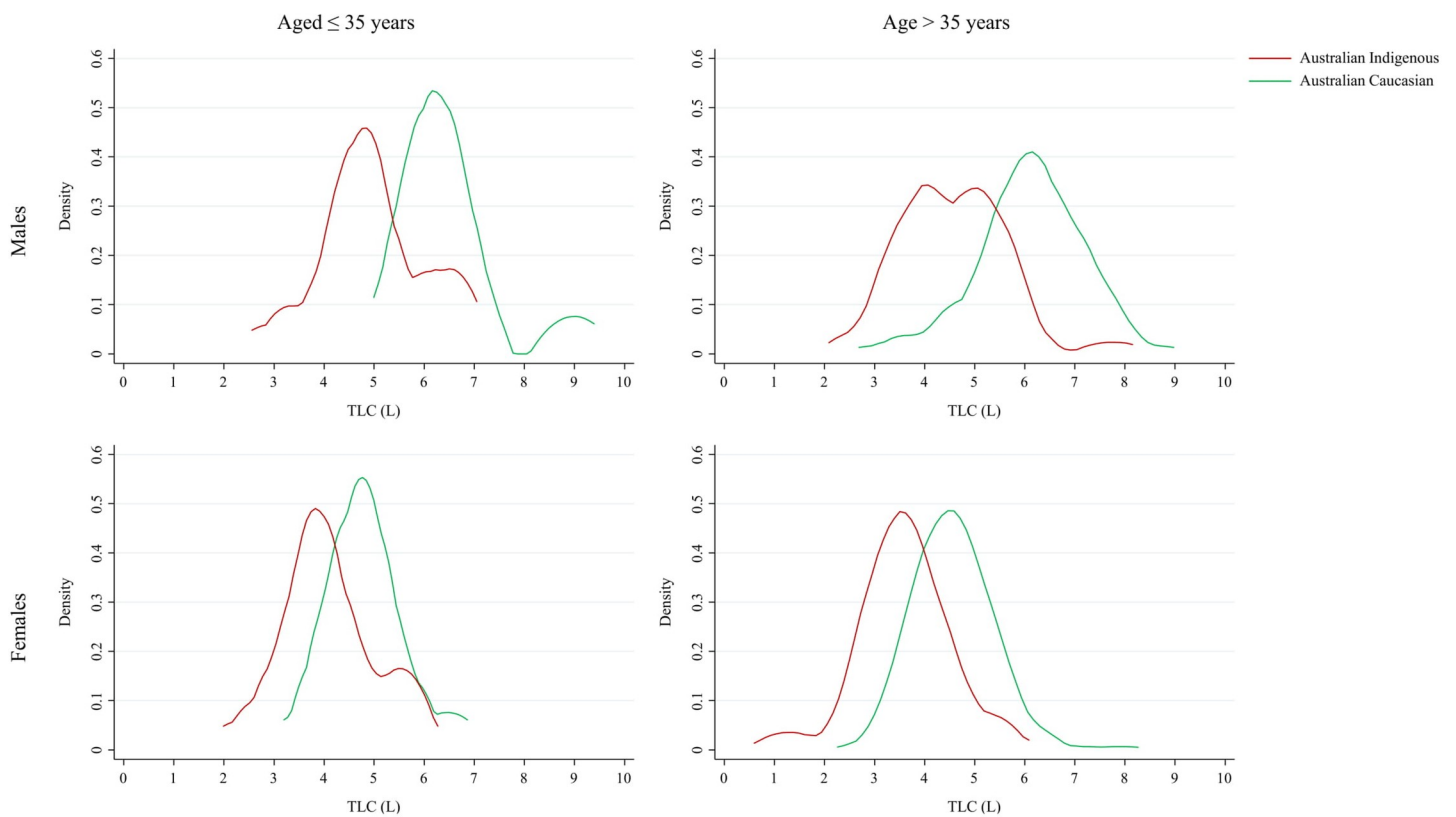 Aged ≤ 35 years
Age > 35 years
Australian Indigenous
Australian Caucasian
Males
Density
0.6
0.5
0.4
0.3
0.2
0.1
0
0 1 2 3 4 5 6 7 8 9 10
TLC (L)
Density
0.6
0.5
0.4
0.3
0.2
0.1
0
0 1 2 3 4 5 6 7 8 9 10
TLC (L)
Females
Density
0.6
0.5
0.4
0.3
0.2
0.1
0
0 1 2 3 4 5 6 7 8 9 10
TLC (L)
Density
0.6
0.5
0.4
0.3
0.2
0.1
0
0 1 2 3 4 5 6 7 8 9 10
TLC (L)